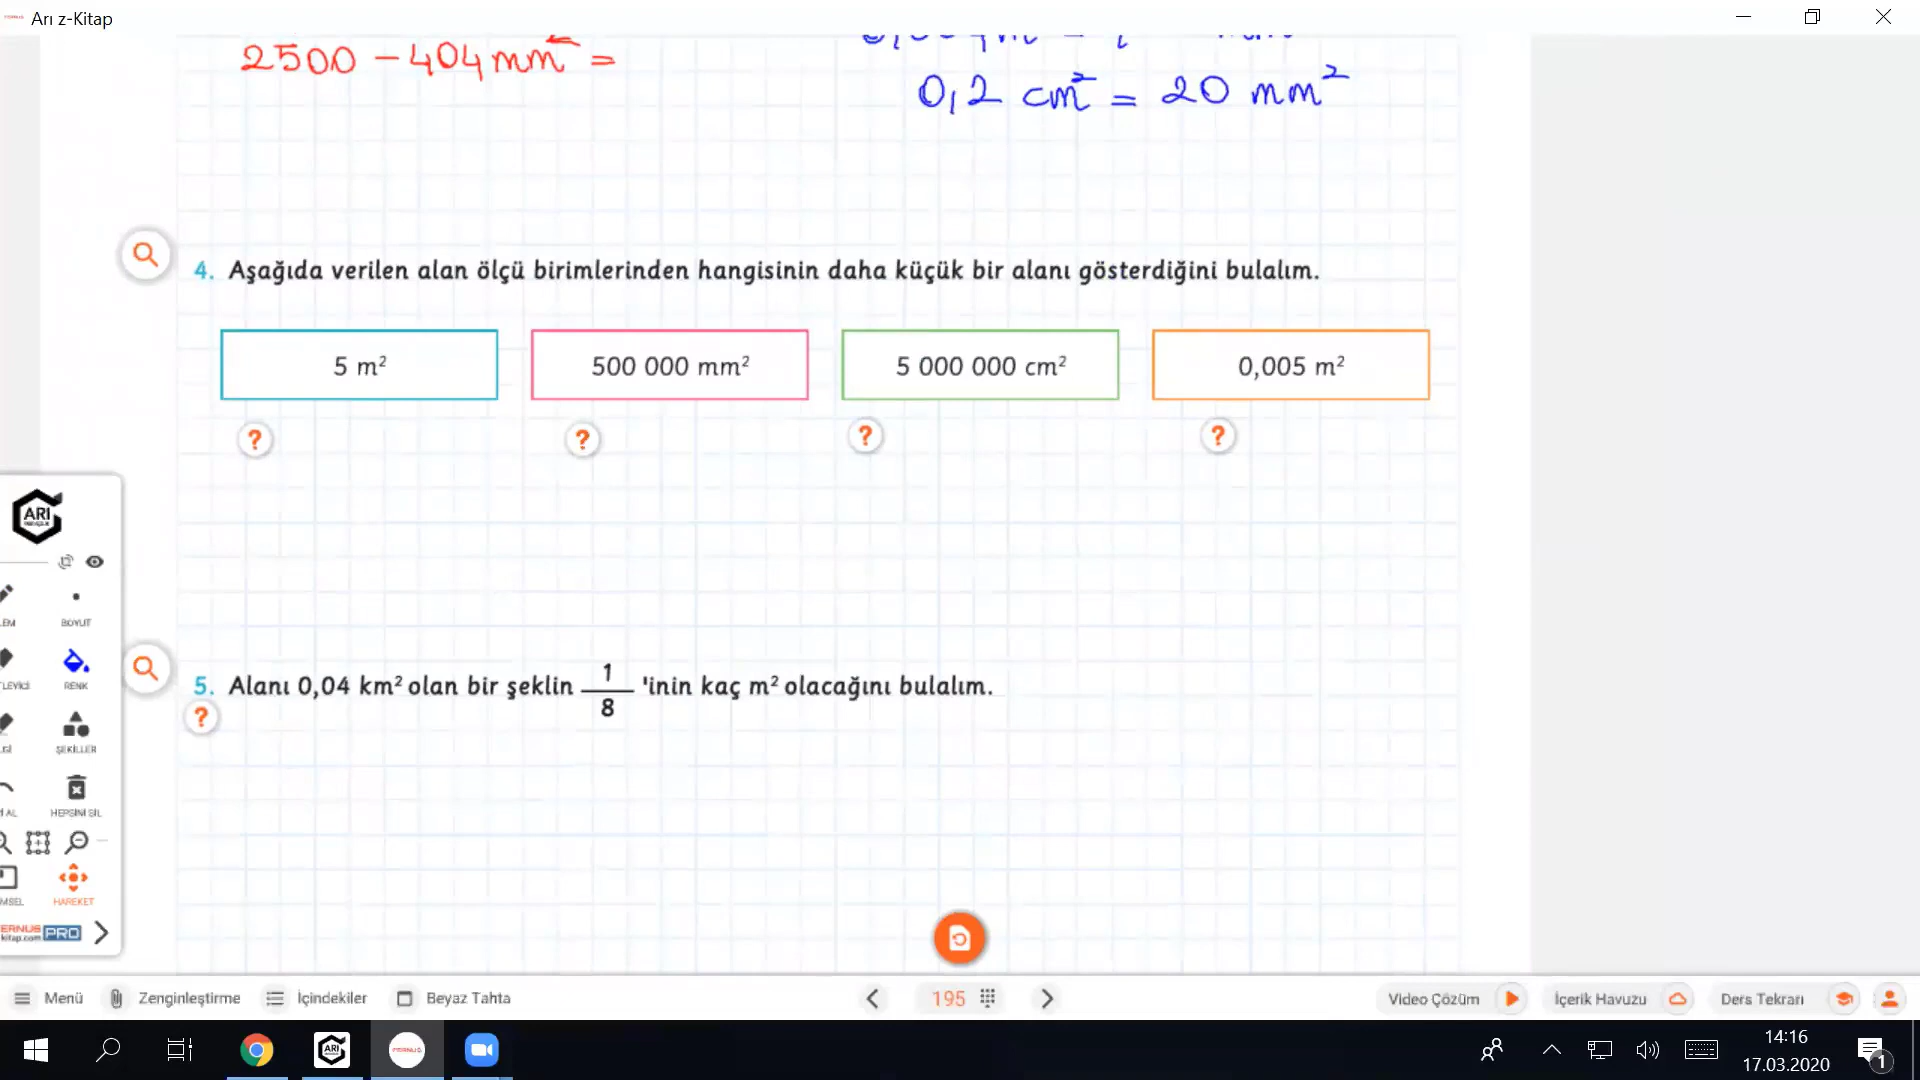 Arı z-Kitap
2500 - 404 mm² =
0,2 cm² = 20 mm²
4. Aşağıda verilen alan ölçü birimlerinden hangisinin daha küçük bir alanı gösterdiğini bulalım.
5 m²
500 000 mm²
5 000 000 cm²
0,005 m²
?
?
?
?
ARI
BOYUT
RENK
ŞEKİLLER
HEPSİNİ SİL
HAREKET
PRO
5. Alanı 0,04 km² olan bir şeklin 1/8 'inin kaç m² olacağını bulalım.
?
Menü
Zenginleştirme
İçindekiler
Beyaz Tahta
195
Video Çözüm
İçerik Havuzu
Ders Tekrarı
ARI
14:16
17.03.2020
1